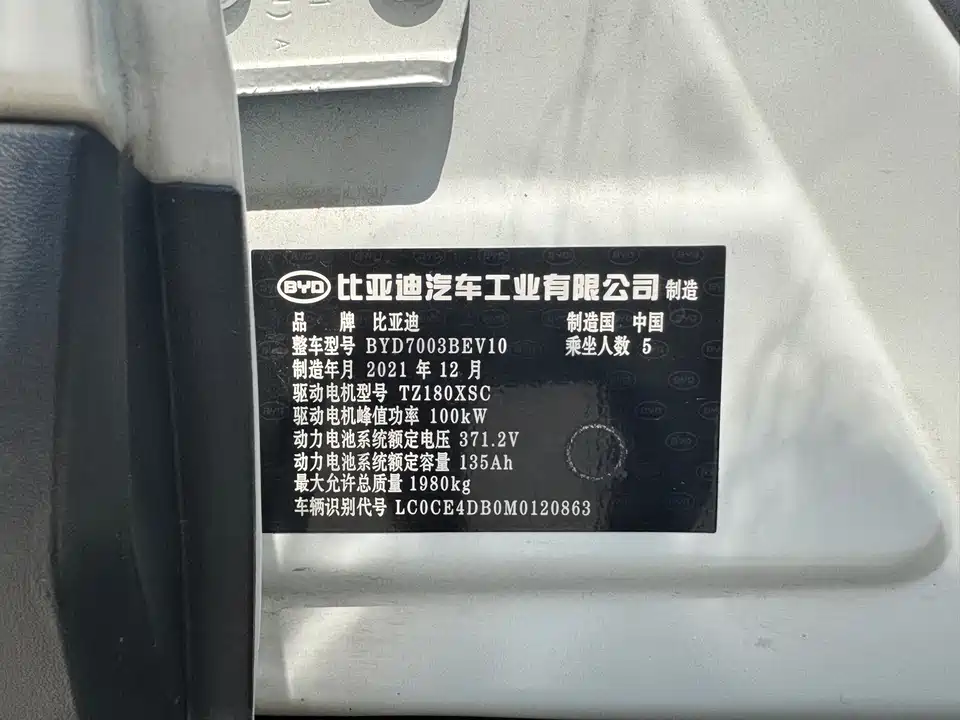 BYD 比亚迪汽车工业有限公司 制造
品 牌 比亚迪 制造国 中国
整车型号 BYD7003BEV10 乘坐人数 5
制造年月 2021 年 12 月
驱动电机型号 TZ180XSC
驱动电机峰值功率 100kW
动力电池系统额定电压 371.2V
动力电池系统额定容量 135Ah
最大允许总质量 1980kg
车辆识别代号 LC0CE4DB0M0120863